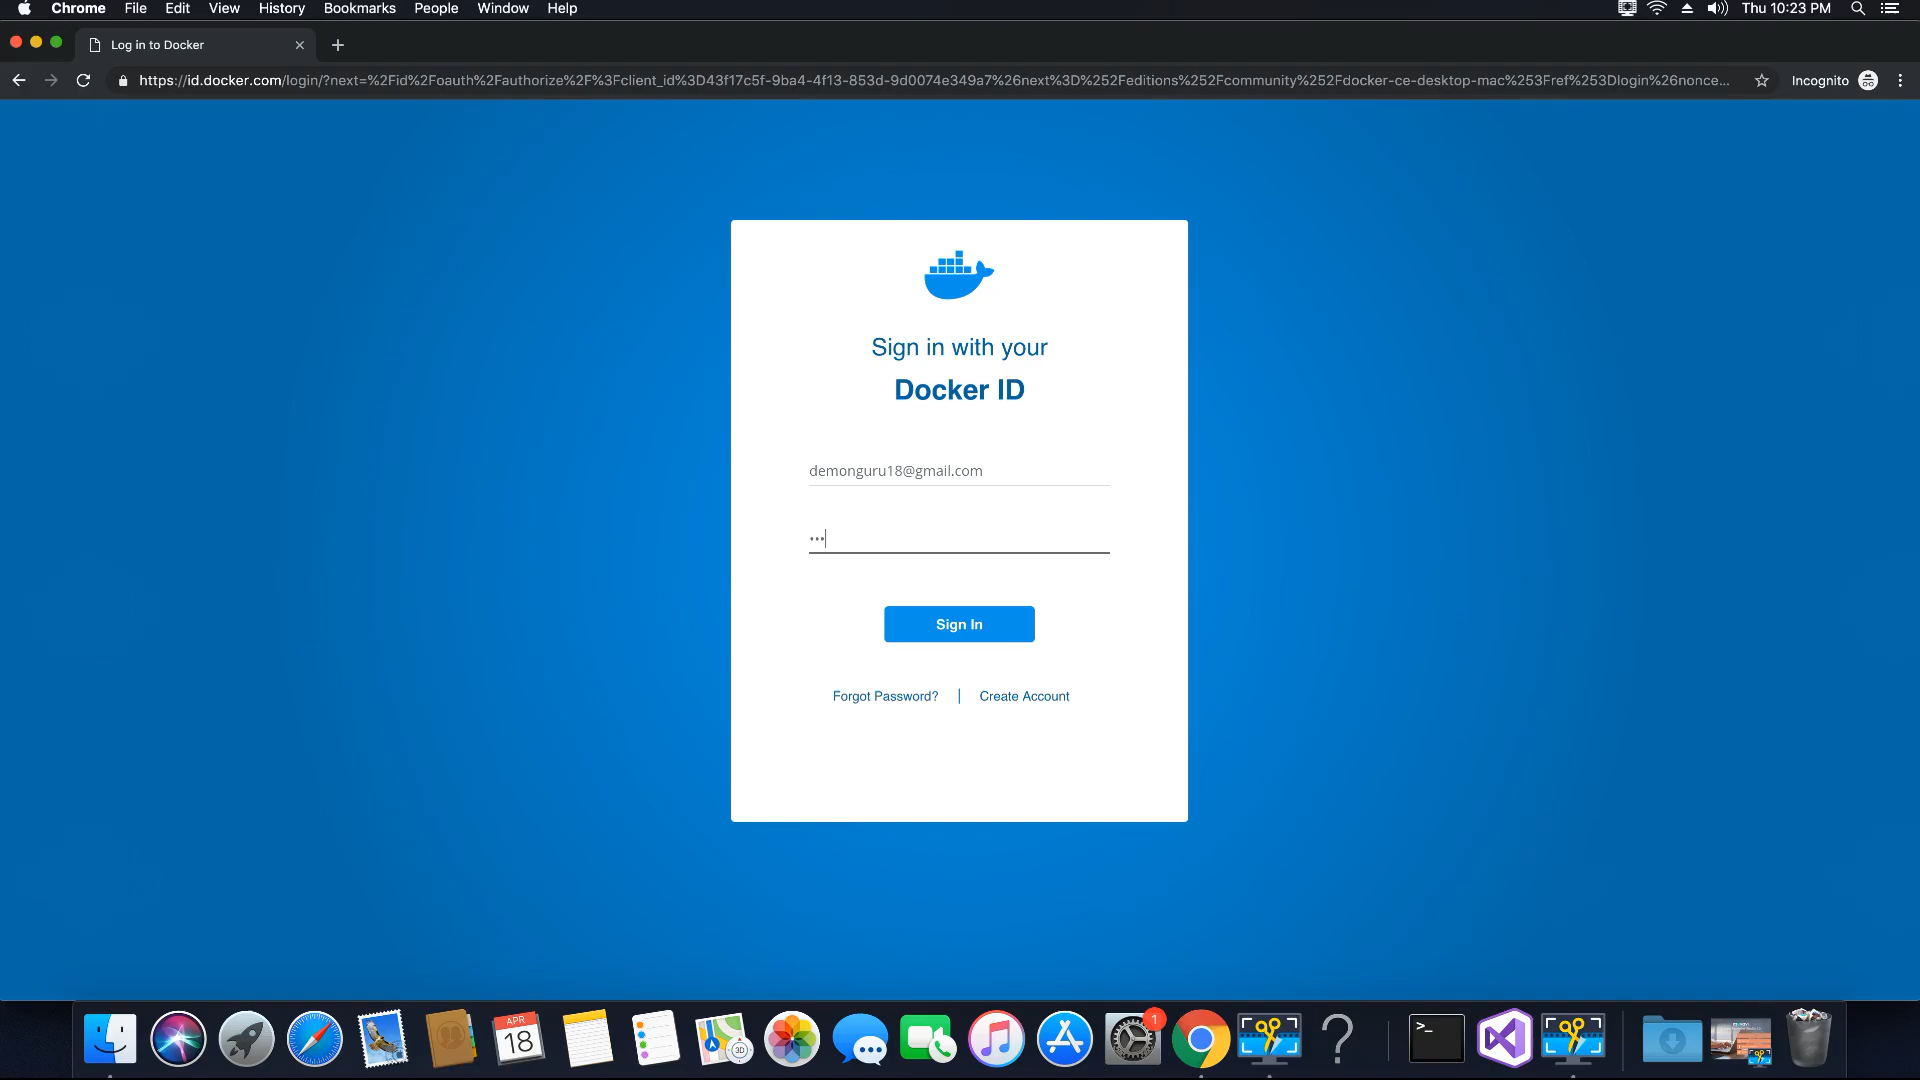 Chrome File Edit View History Bookmarks People Window Help Thu 10:23 PM
Log in to Docker
https://id.docker.com/login/?next=%2Fid%2Foauth%2Fauthorize%2F%3Fclient_id%3D43f17c5f-9ba4-4f13-853d-9d0074e349a7%26next%3D%252Feditions%252Fcommunity%252Fdocker-ce-desktop-mac%253Fref%253Dlogin%26nonce... Incognito
Sign in with your
Docker ID
demonguru18@gmail.com
•••
Sign In
Forgot Password? | Create Account
APR
18
3D
1
>_